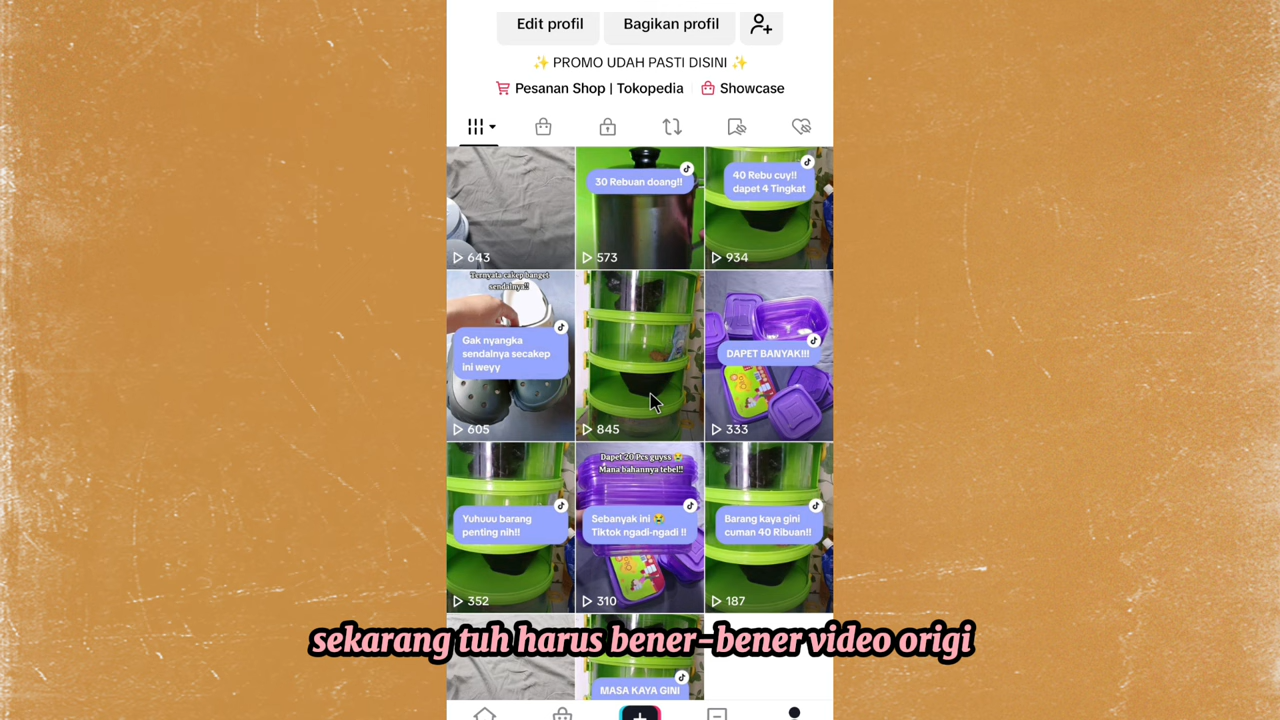 Edit profil
Bagikan profil
✨ PROMO UDAH PASTI DISINI ✨
Pesanan Shop | Tokopedia
Showcase
643
30 Rebuan doang!!
573
40 Rebu cuy!!
dapet 4 Tingkat
934
Ternyata cakep banget
sendalnya!!
Gak nyangka
sendalnya secakep
ini weyy
605
845
DAPET BANYAK!!!
333
Yuhuuu barang
penting nih!!
352
Dapet 20 Pcs guyss 😭
Mana bahannya tebel!!
Sebanyak ini 😭
Tiktok ngadi-ngadi !!
310
Barang kaya gini
cuman 40 Ribuan!!
187
sekarang tuh harus bener-bener video origi
MASA KAYA GINI